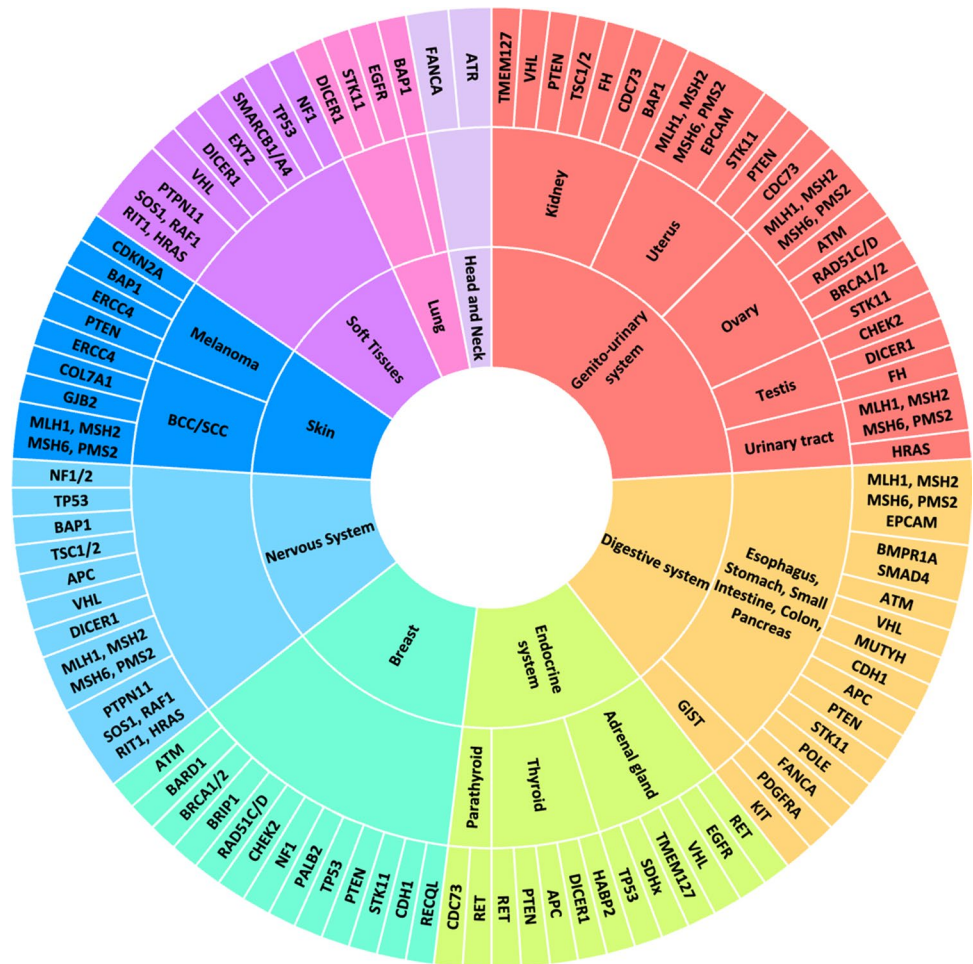 Genito-urinary
system
Kidney
TMEM127
VHL
PTEN
TSC1/2
FH
CDC73
BAP1
Uterus
MLH1, MSH2
MSH6, PMS2
EPCAM
STK11
PTEN
CDC73
Ovary
MLH1, MSH2
MSH6, PMS2
ATM
RAD51C/D
BRCA1/2
STK11
CHEK2
Testis
DICER1
FH
Urinary tract
MLH1, MSH2
MSH6, PMS2
HRAS
Digestive system
Esophagus,
Stomach, Small
Intestine, Colon,
Pancreas
MLH1, MSH2
MSH6, PMS2
EPCAM
BMPR1A
SMAD4
ATM
VHL
MUTYH
CDH1
APC
PTEN
STK11
POLE
FANCA
GIST
PDGFRA
KIT
Endocrine
system
Adrenal gland
RET
EGFR
VHL
TMEM127
SDHx
TP53
Thyroid
HABP2
DICER1
APC
PTEN
RET
Parathyroid
RET
CDC73
Breast
RECQL
CDH1
STK11
PTEN
TP53
PALB2
NF1
CHEK2
RAD51C/D
BRIP1
BRCA1/2
BARD1
ATM
Nervous System
PTPN11
SOS1, RAF1
RIT1, HRAS
MLH1, MSH2
MSH6, PMS2
DICER1
VHL
APC
TSC1/2
BAP1
TP53
NF1/2
Skin
BCC/SCC
MLH1, MSH2
MSH6, PMS2
GJB2
COL7A1
ERCC4
Melanoma
PTEN
ERCC4
BAP1
CDKN2A
Soft Tissues
PTPN11
SOS1, RAF1
RIT1, HRAS
VHL
DICER1
EXT2
SMARCB1/A4
TP53
NF1
Lung
DICER1
STK11
EGFR
BAP1
Head and Neck
FANCA
ATR